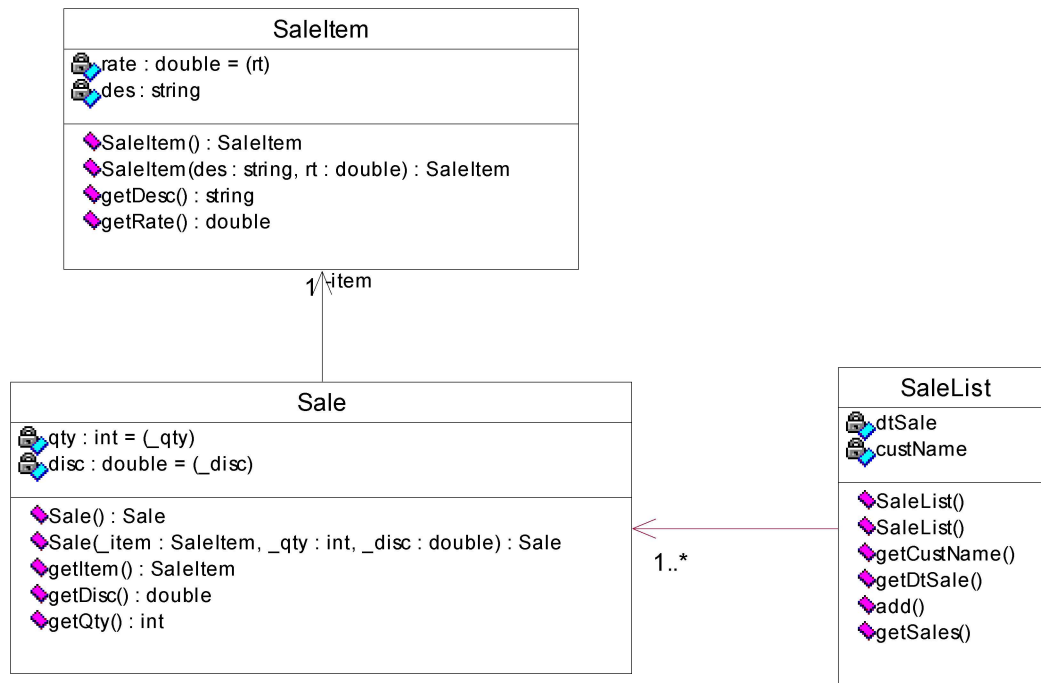 SaleItem
rate : double = (rt)
des : string
SaleItem() : SaleItem
SaleItem(des : string, rt : double) : SaleItem
getDesc() : string
getRate() : double
1
-item
Sale
qty : int = (_qty)
disc : double = (_disc)
Sale() : Sale
Sale(_item : SaleItem, _qty : int, _disc : double) : Sale
getItem() : SaleItem
getDisc() : double
getQty() : int
1..*
SaleList
dtSale
custName
SaleList()
SaleList()
getCustName()
getDtSale()
add()
getSales()